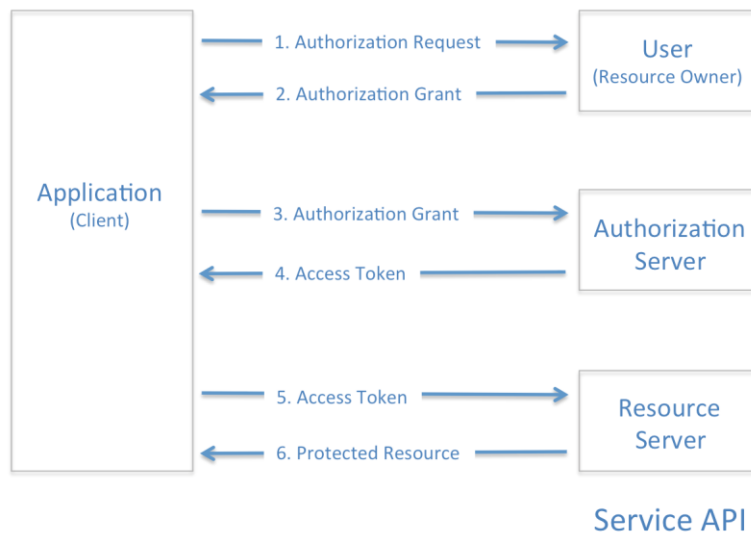 1. Authorization Request
User
(Resource Owner)
2. Authorization Grant
Application
(Client)
3. Authorization Grant
Authorization
Server
4. Access Token
5. Access Token
Resource
Server
6. Protected Resource
Service API